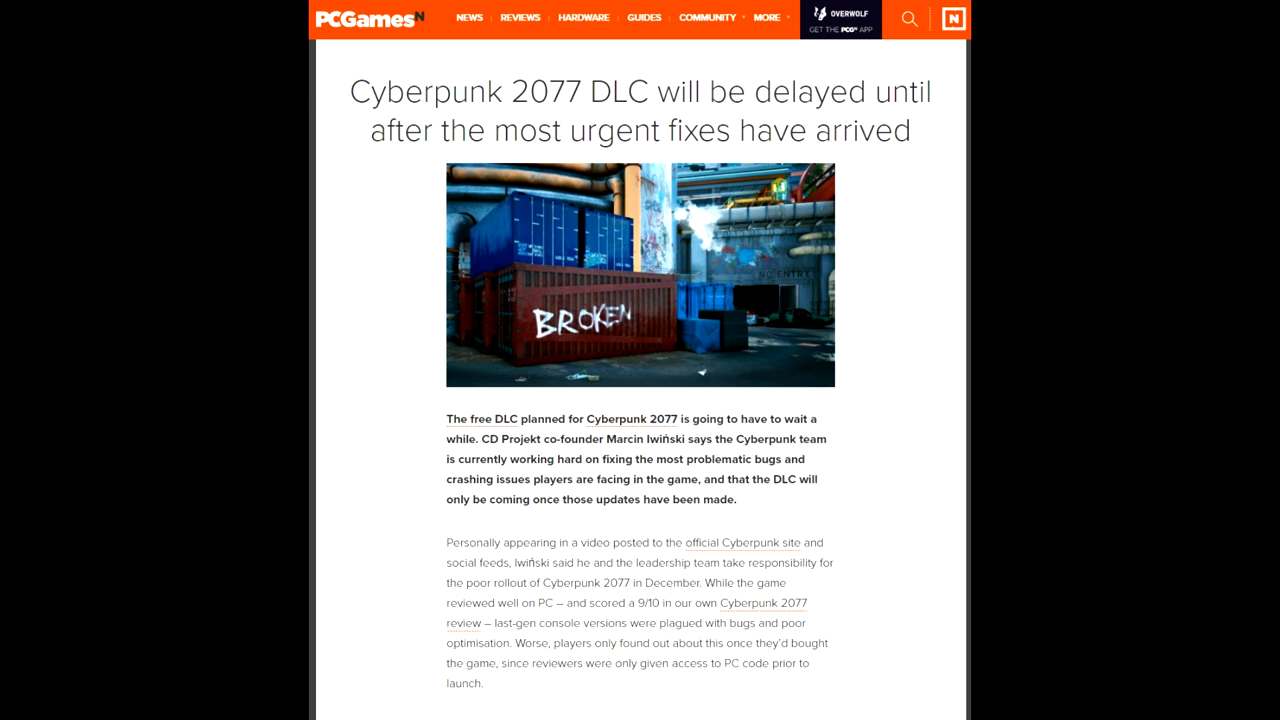 PCGamesN NEWS REVIEWS HARDWARE GUIDES COMMUNITY MORE OVERWOLF N
GET THE PCGN APP
Cyberpunk 2077 DLC will be delayed until
after the most urgent fixes have arrived
NO ENTRY
BROKEN
The free DLC planned for Cyberpunk 2077 is going to have to wait a
while. CD Projekt co-founder Marcin Iwiński says the Cyberpunk team
is currently working hard on fixing the most problematic bugs and
crashing issues players are facing in the game, and that the DLC will
only be coming once those updates have been made.
Personally appearing in a video posted to the official Cyberpunk site and
social feeds, Iwiński said he and the leadership team take responsibility for
the poor rollout of Cyberpunk 2077 in December. While the game
reviewed well on PC – and scored a 9/10 in our own Cyberpunk 2077
review – last-gen console versions were plagued with bugs and poor
optimisation. Worse, players only found out about this once they'd bought
the game, since reviewers were only given access to PC code prior to
launch.